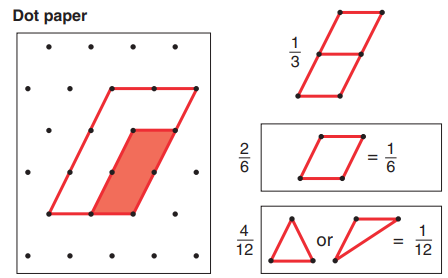 Dot paper
1/3
2/6
= 1/6
4/12
or
= 1/12